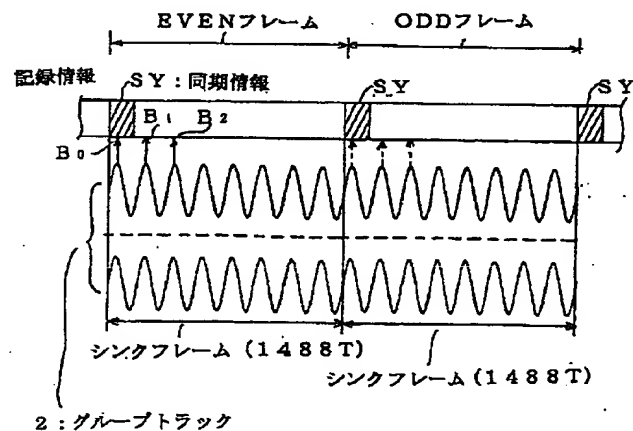 EVENフレーム
ODDフレーム
記録情報
SY:同期情報
SY
SY
B0
B1
B2
シンクフレーム(1488T)
シンクフレーム(1488T)
2:グルーブトラック